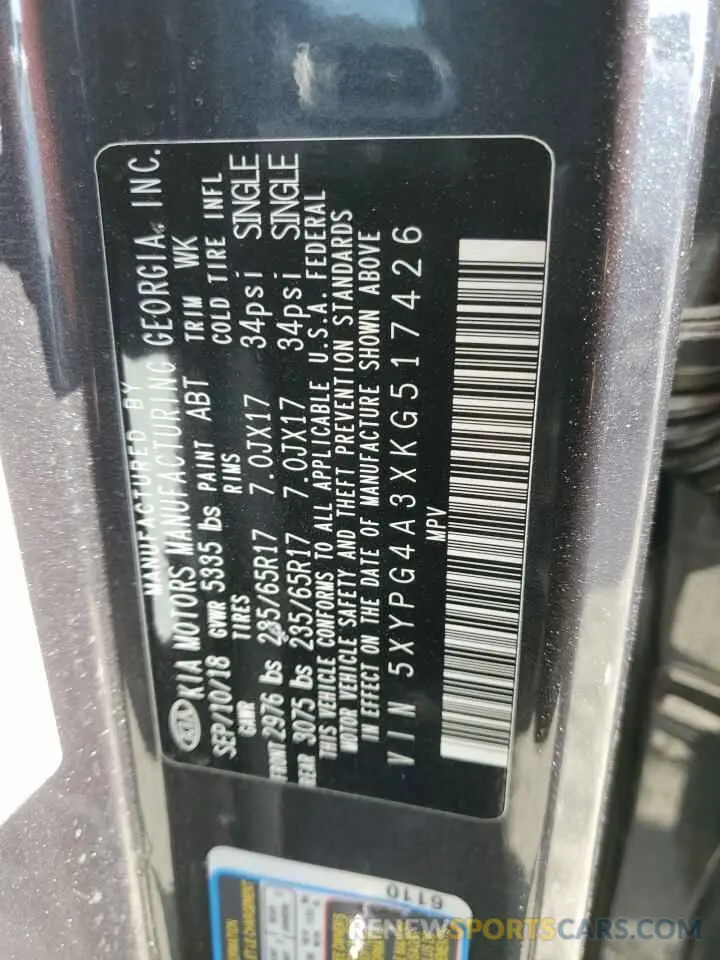 MANUFACTURED BY
KIA KIA MOTORS MANUFACTURING GEORGIA, INC.
SEP/10/18 GVWR 5335 lbs PAINT ABT TRIM WK
GAWR TIRES RIMS COLD TIRE INFL
FRONT 2976 lbs 235/65R17 7.0JX17 34psi SINGLE
REAR 3075 lbs 235/65R17 7.0JX17 34psi SINGLE
THIS VEHICLE CONFORMS TO ALL APPLICABLE U.S.A. FEDERAL
MOTOR VEHICLE SAFETY AND THEFT PREVENTION STANDARDS
IN EFFECT ON THE DATE OF MANUFACTURE SHOWN ABOVE
VIN 5XYPG4A3XKG517426
MPV
6110
RENEWSPORTSCARS.COM